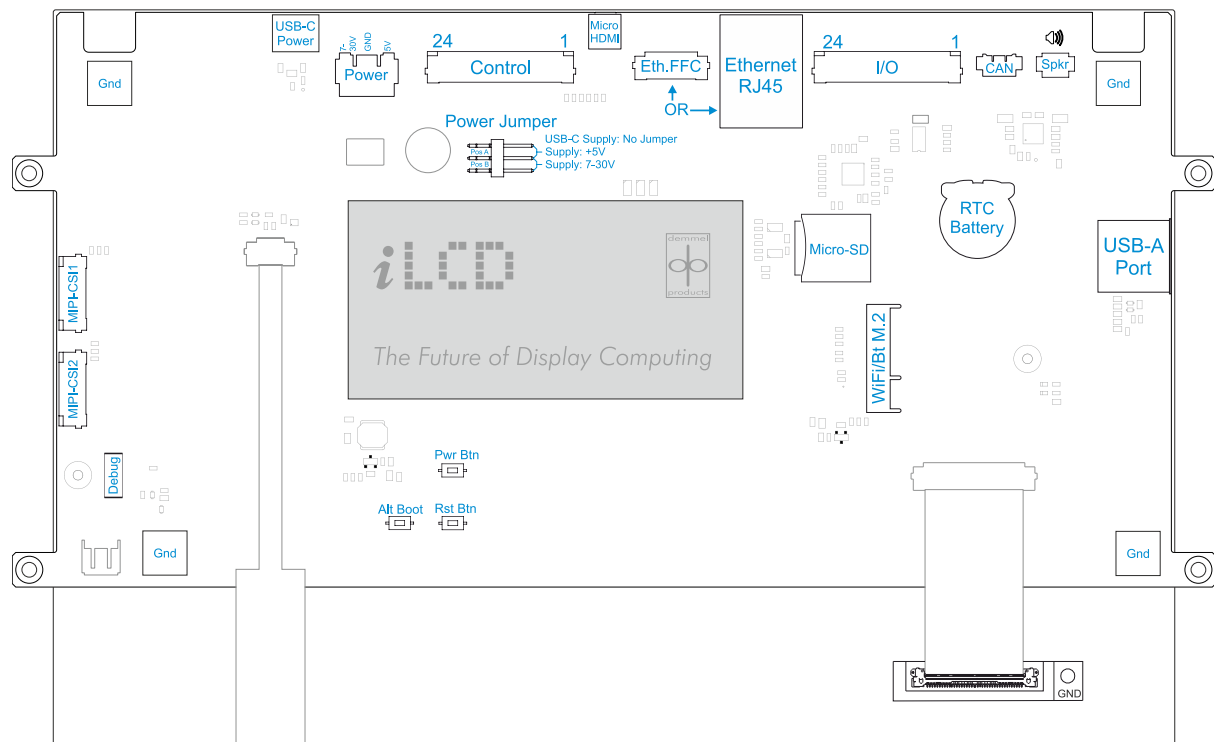 USB-C
Power
7-
30V
GND
5V
Power
24
1
Control
Micro
HDMI
Eth.FFC
OR
Ethernet
RJ45
24
1
I/O
CAN
Spkr
Gnd
Gnd
Power Jumper
Pos A
Pos B
USB-C Supply: No Jumper
Supply: +5V
Supply: 7-30V
RTC
Battery
Micro-SD
USB-A
Port
iLCD
demmel
dp
products
The Future of Display Computing
MIPI-CSI1
MIPI-CSI2
WiFi/Bt M.2
Debug
Pwr Btn
Alt Boot
Rst Btn
Gnd
Gnd
GND